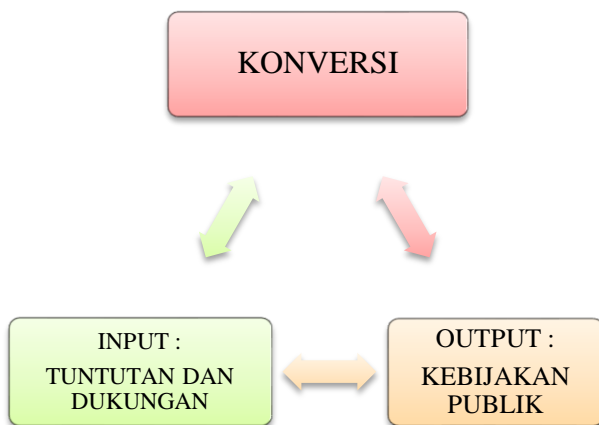 KONVERSI
INPUT :
TUNTUTAN DAN
DUKUNGAN
OUTPUT :
KEBIJAKAN
PUBLIK